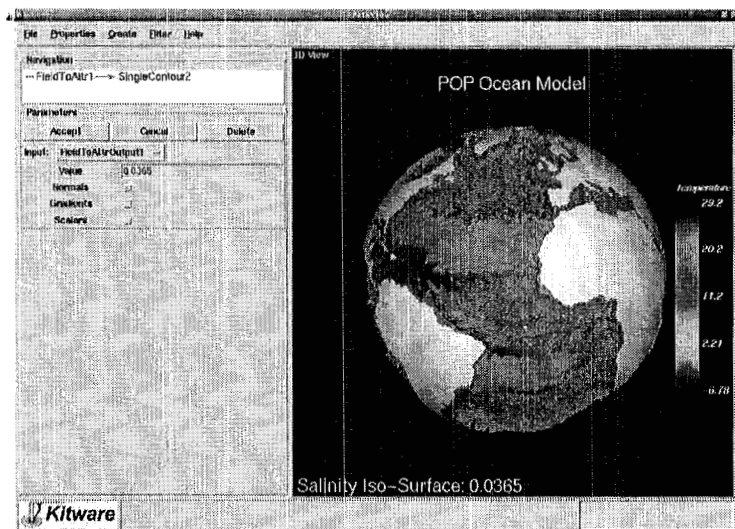 File Properties Create Filter Help
Navigation
FieldToAttr1 SingleContour2
Parameters
Accept Cancel Delete
Input: FieldToAttrOutput1
Value 0.0365
Normals
Gradients
Scalars
3D View
POP Ocean Model
Temperature
29.2
20.2
11.2
2.21
-6.78
Salinity Iso-Surface: 0.0365
Kitware